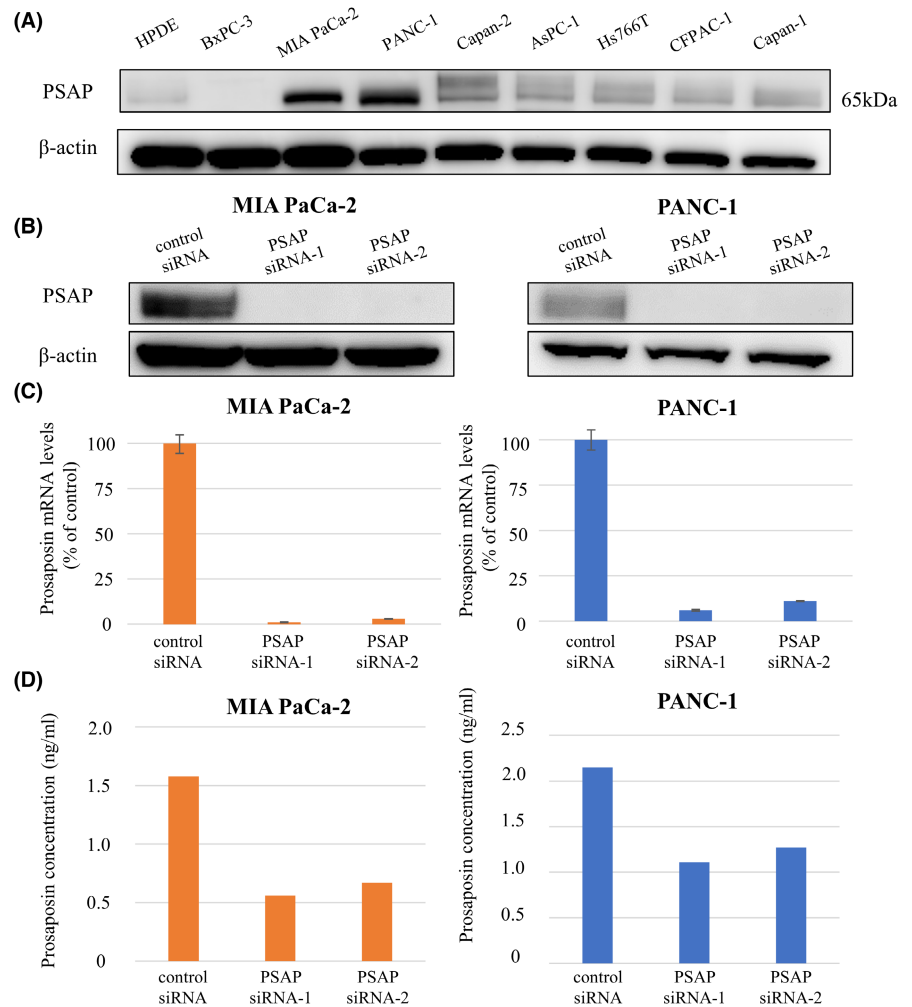 (A)
HPDE BxPC-3 MIA PaCa-2 PANC-1 Capan-2 AsPC-1 Hs766T CFPAC-1 Capan-1
PSAP
65kDa
β-actin
MIA PaCa-2
PANC-1
(B)
control
siRNA
PSAP
siRNA-1
PSAP
siRNA-2
control
siRNA
PSAP
siRNA-1
PSAP
siRNA-2
PSAP
β-actin
(C)
MIA PaCa-2
Prosaposin mRNA levels
(% of control)
100
75
50
25
0
control
siRNA
PSAP
siRNA-1
PSAP
siRNA-2
PANC-1
Prosaposin mRNA levels
(% of control)
100
75
50
25
0
control
siRNA
PSAP
siRNA-1
PSAP
siRNA-2
(D)
MIA PaCa-2
Prosaposin concentration (ng/ml)
2.0
1.5
1.0
0.5
0
control
siRNA
PSAP
siRNA-1
PSAP
siRNA-2
PANC-1
Prosaposin concentration (ng/ml)
2.5
2.0
1.5
1.0
0.5
0
control
siRNA
PSAP
siRNA-1
PSAP
siRNA-2